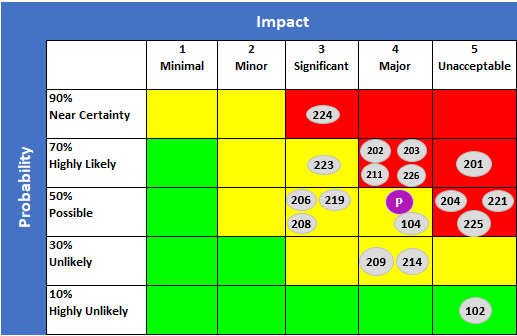 Impact
1 2 3 4 5
Minimal Minor Significant Major Unacceptable
Probability
90%
Near Certainty
224
70%
Highly Likely
223
202 203
211 226
201
50%
Possible
206 219
208
P
104
204 221
225
30%
Unlikely
209 214
10%
Highly Unlikely
102